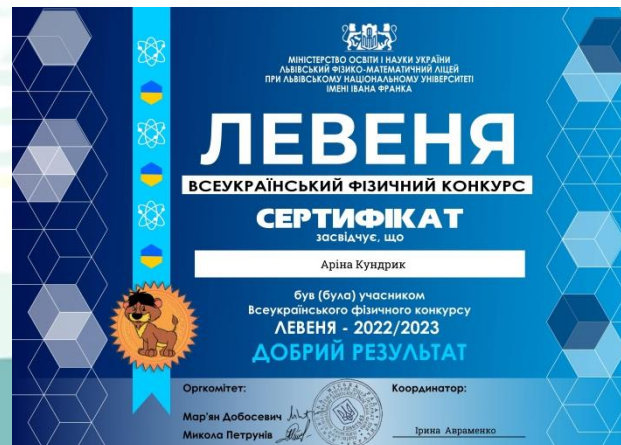 МІНІСТЕРСТВО ОСВІТИ І НАУКИ УКРАЇНИ
ЛЬВІВСЬКИЙ ФІЗИКО-МАТЕМАТИЧНИЙ ЛІЦЕЙ
ПРИ ЛЬВІВСЬКОМУ НАЦІОНАЛЬНОМУ УНІВЕРСИТЕТІ
ІМЕНІ ІВАНА ФРАНКА
ЛЕВЕНЯ
ВСЕУКРАЇНСЬКИЙ ФІЗИЧНИЙ КОНКУРС
СЕРТИФІКАТ
засвідчує, що
Аріна Кундрик
був (була) учасником
Всеукраїнського фізичного конкурсу
ЛЕВЕНЯ - 2022/2023
ДОБРИЙ РЕЗУЛЬТАТ
Оргкомітет:
Мар'ян Добосевич
Микола Петрунів
Координатор:
Ірина Авраменко